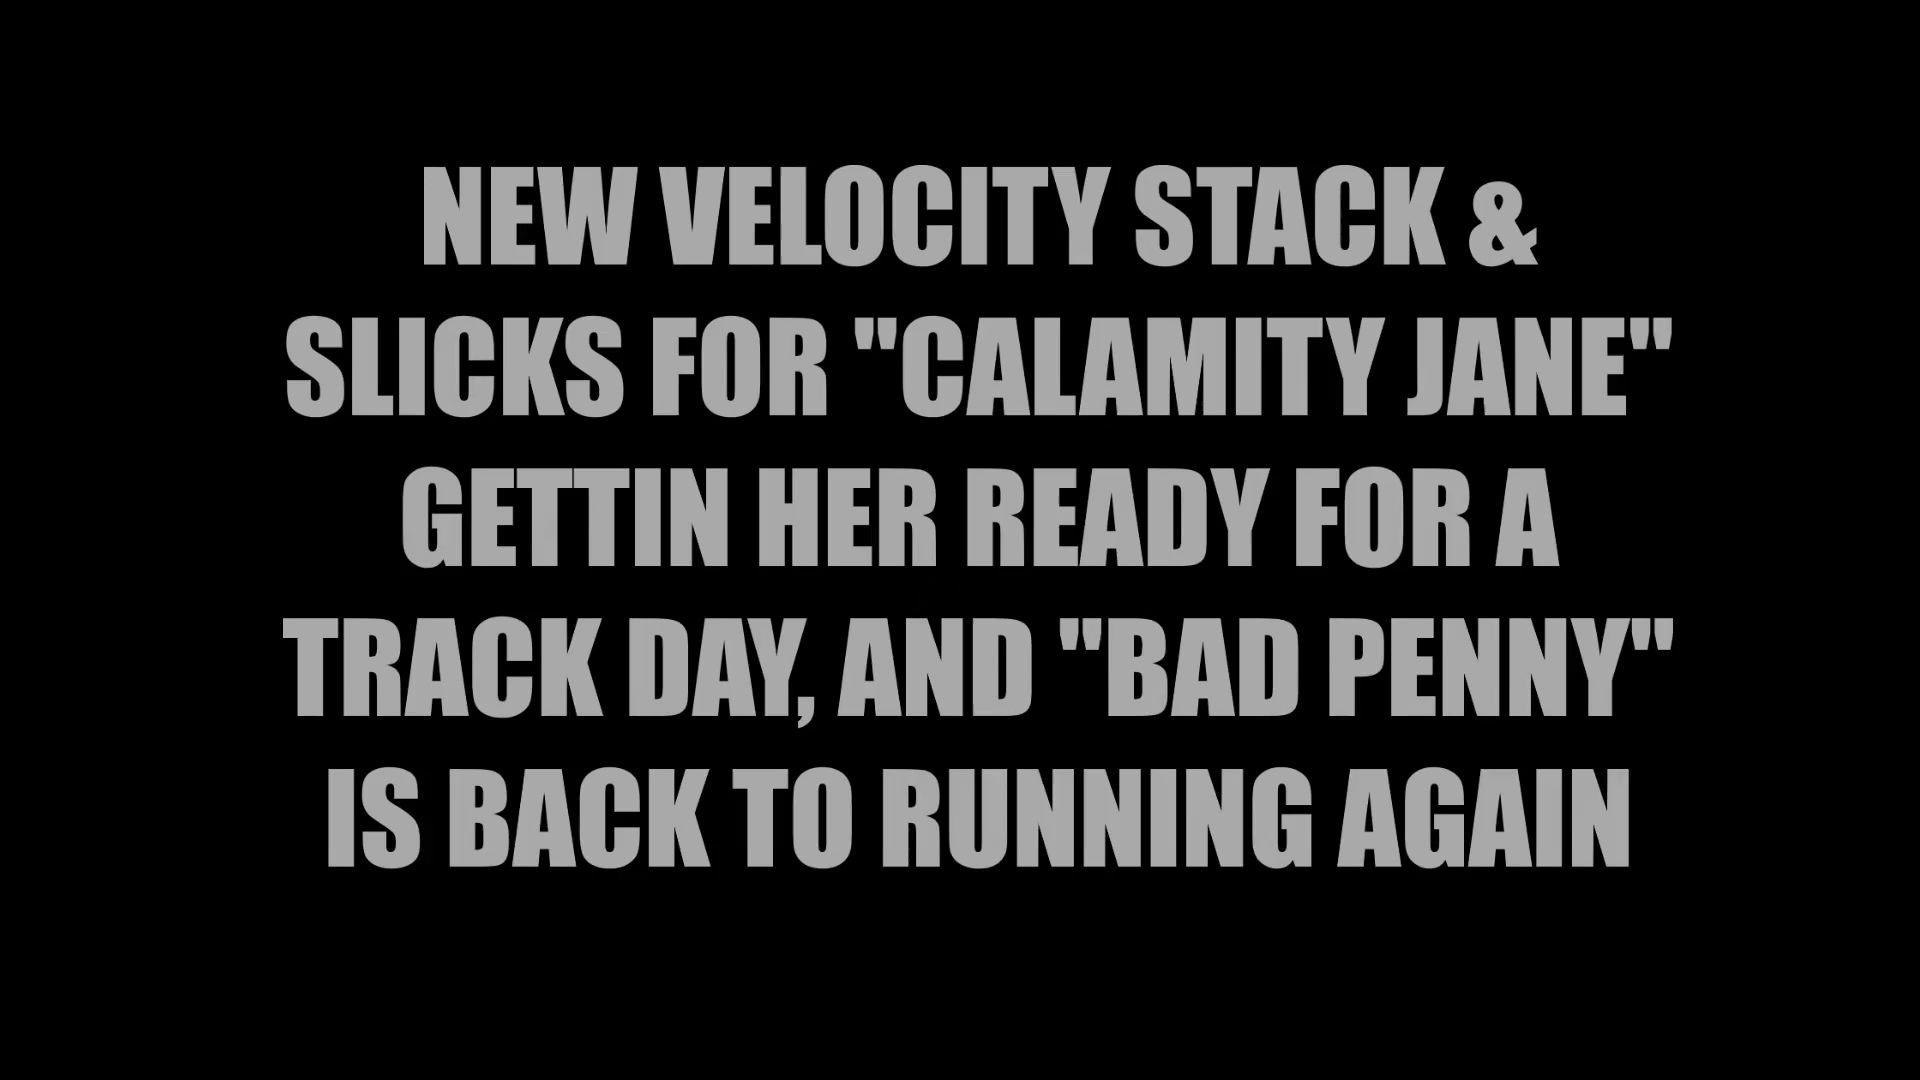 NEW VELOCITY STACK &
SLICKS FOR "CALAMITY JANE"
GETTIN HER READY FOR A
TRACK DAY, AND "BAD PENNY"
IS BACK TO RUNNING AGAIN